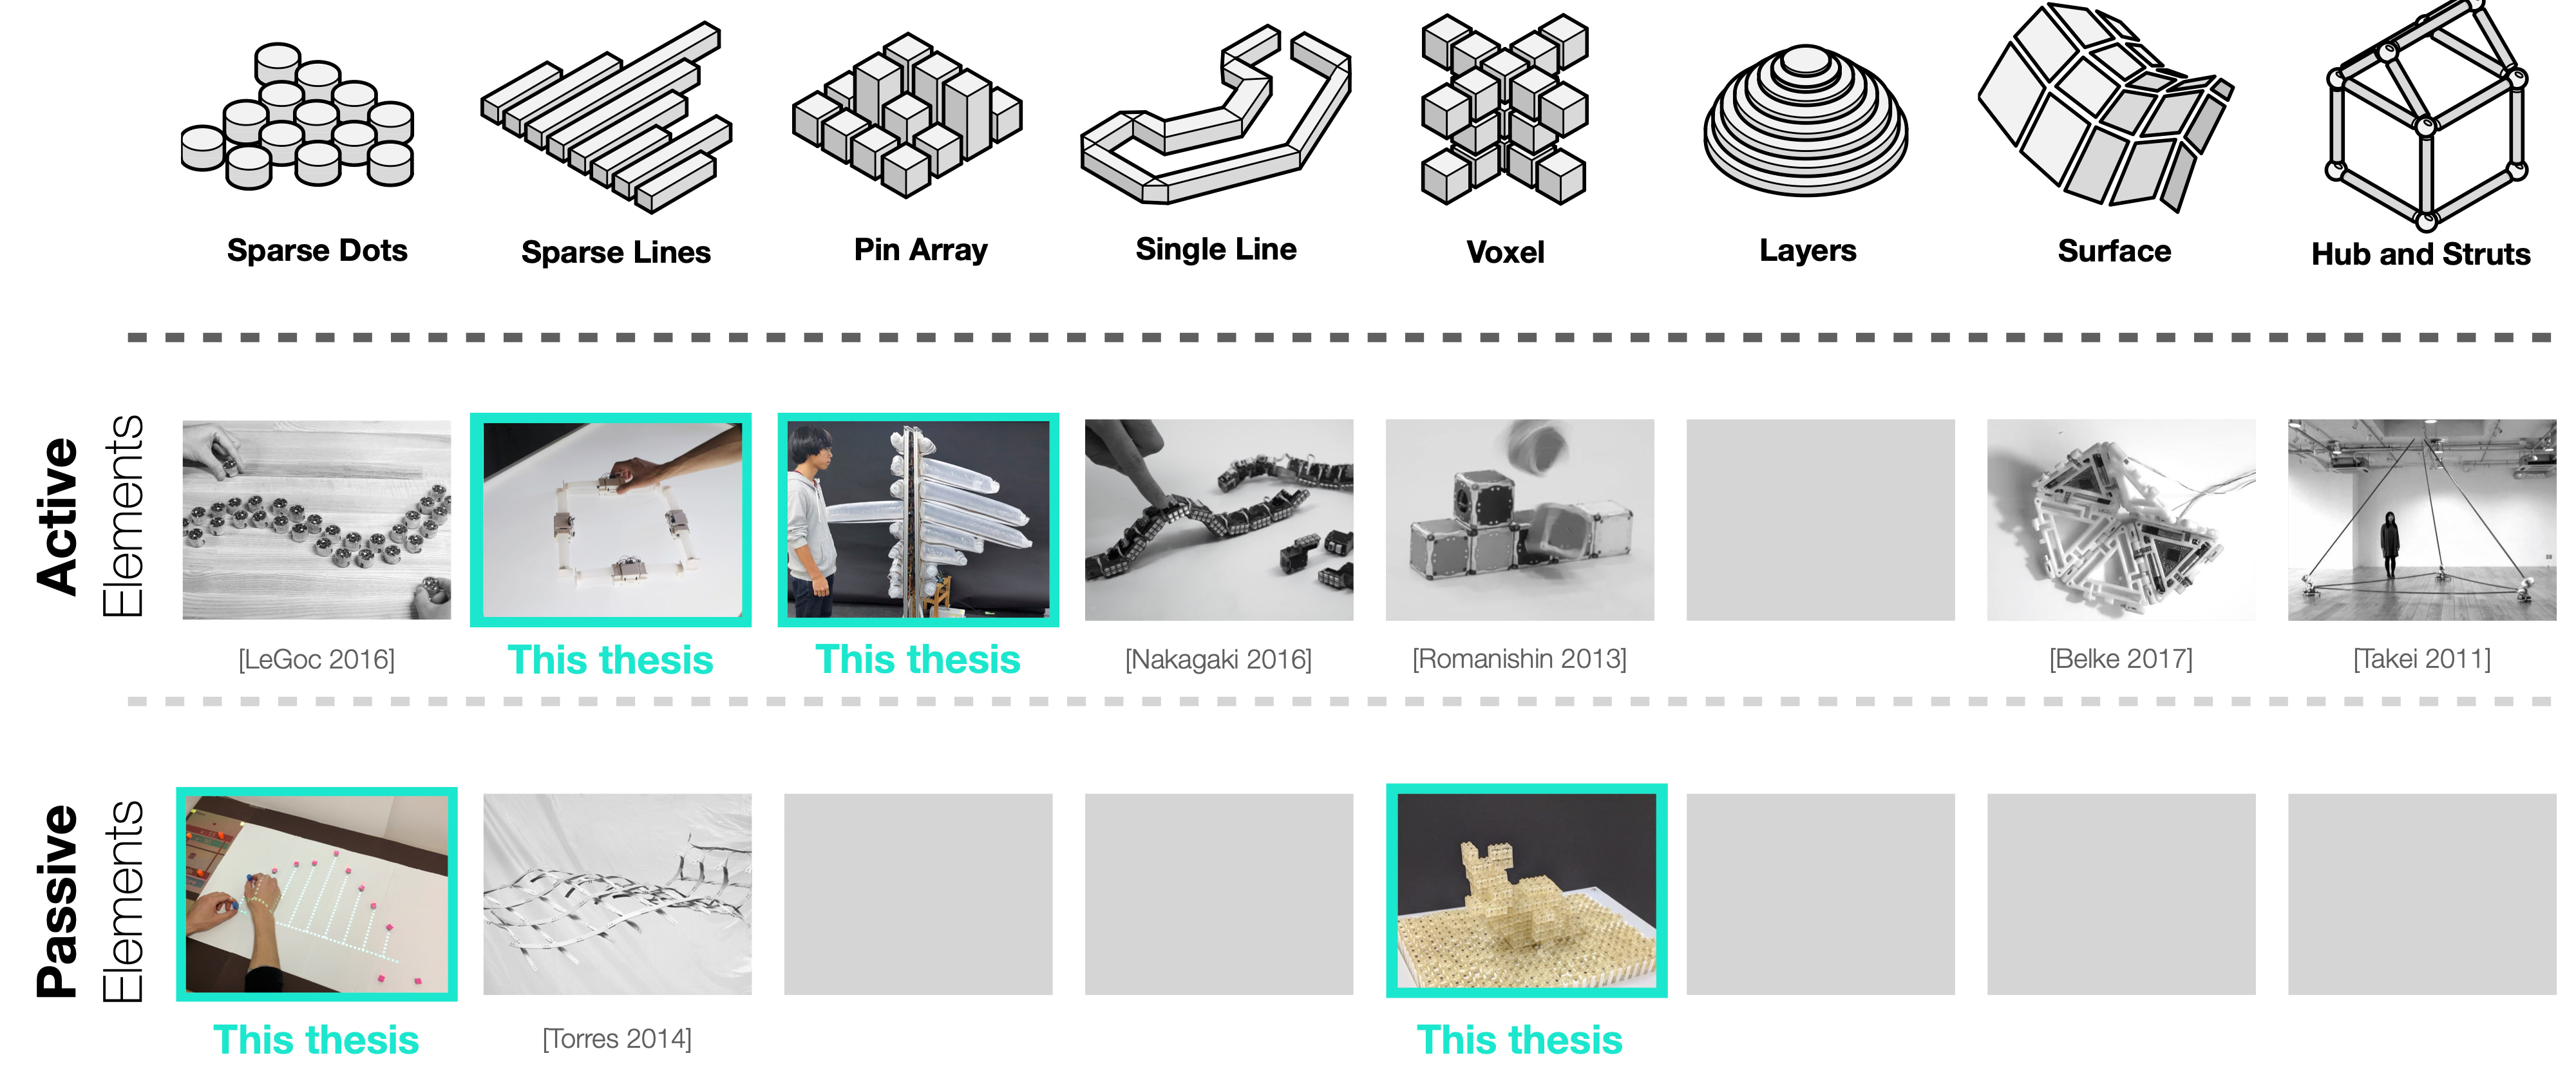 Sparse Dots
Sparse Lines
Pin Array
Single Line
Voxel
Layers
Surface
Hub and Struts
Active
Elements
[LeGoc 2016]
This thesis
This thesis
[Nakagaki 2016]
[Romanishin 2013]
[Belke 2017]
[Takei 2011]
Passive
Elements
This thesis
[Torres 2014]
This thesis